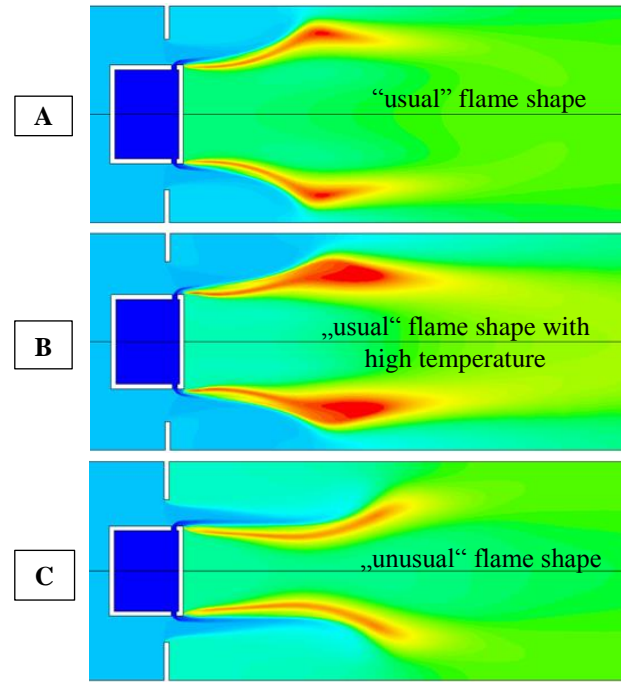 A
“usual” flame shape
B
„usual“ flame shape with
high temperature
C
„unusual“ flame shape